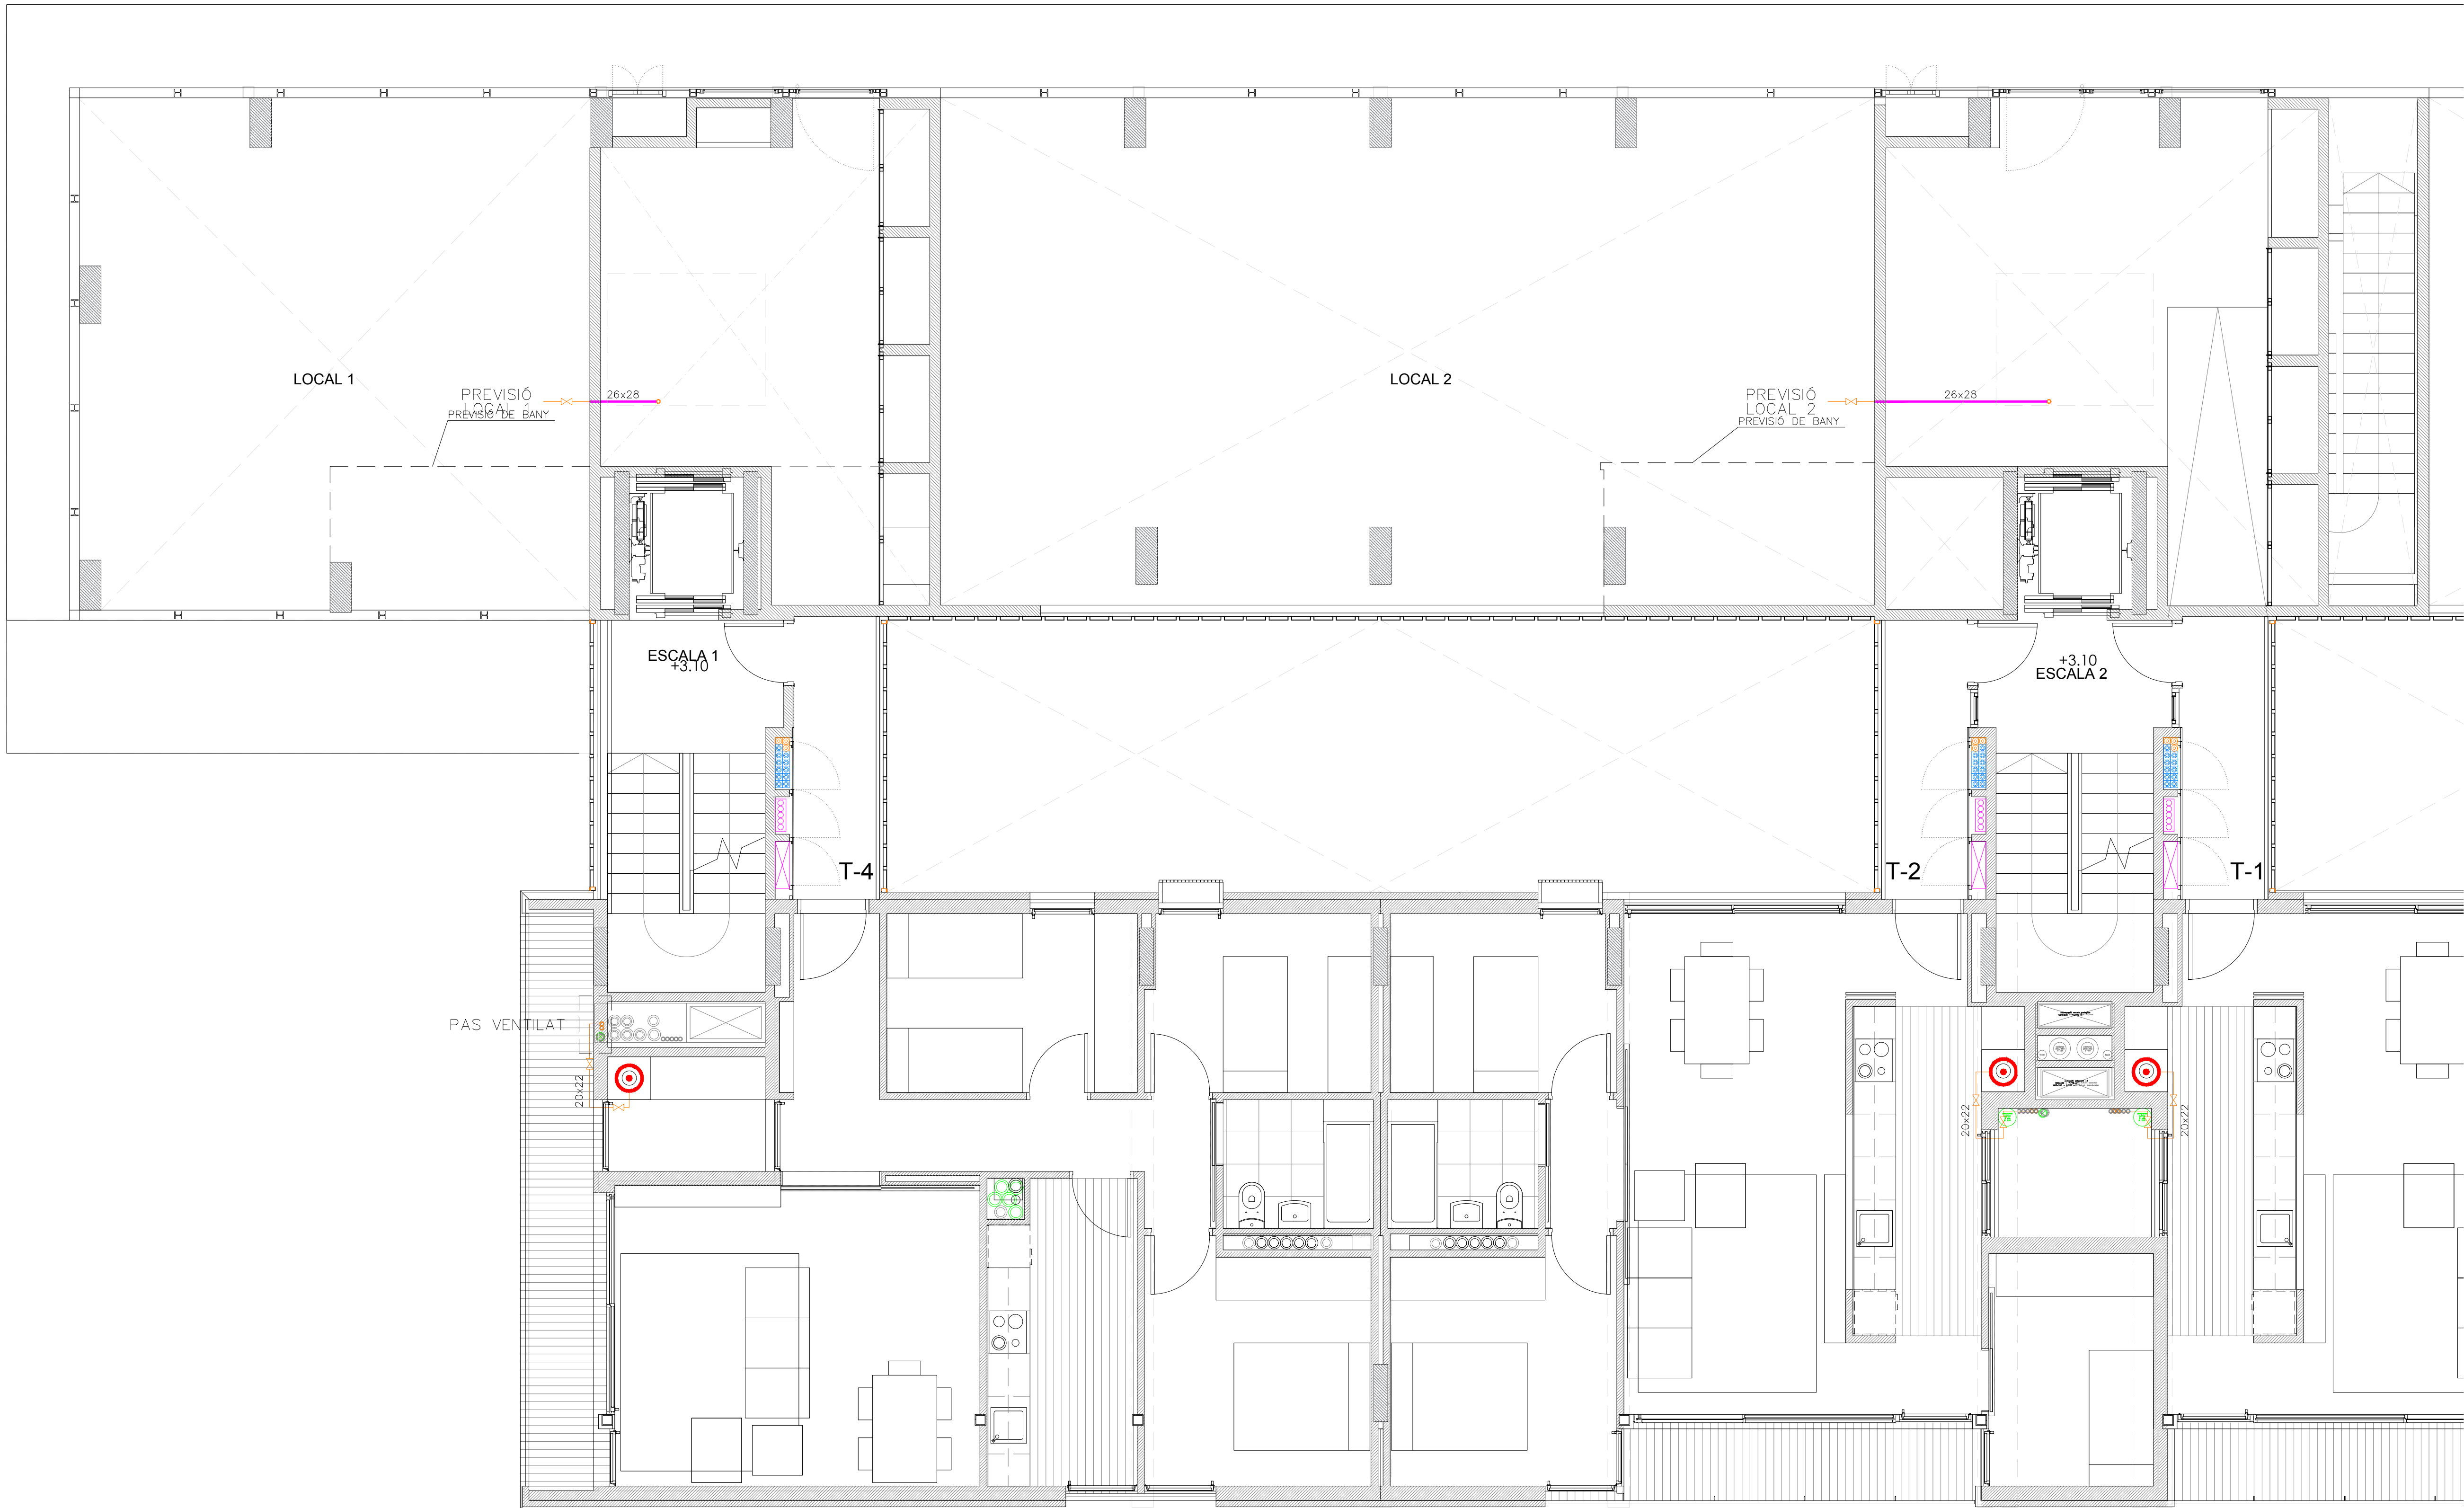 LOCAL 1
PREVISIÓ
LOCAL 1
PREVISIÓ DE BANY
26x28
LOCAL 2
PREVISIÓ
LOCAL 2
PREVISIÓ DE BANY
26x28
ESCALA 1
+3.10
+3.10
ESCALA 2
T-4
T-2
T-1
PAS VENTILAT
20x22
20x22
20x22